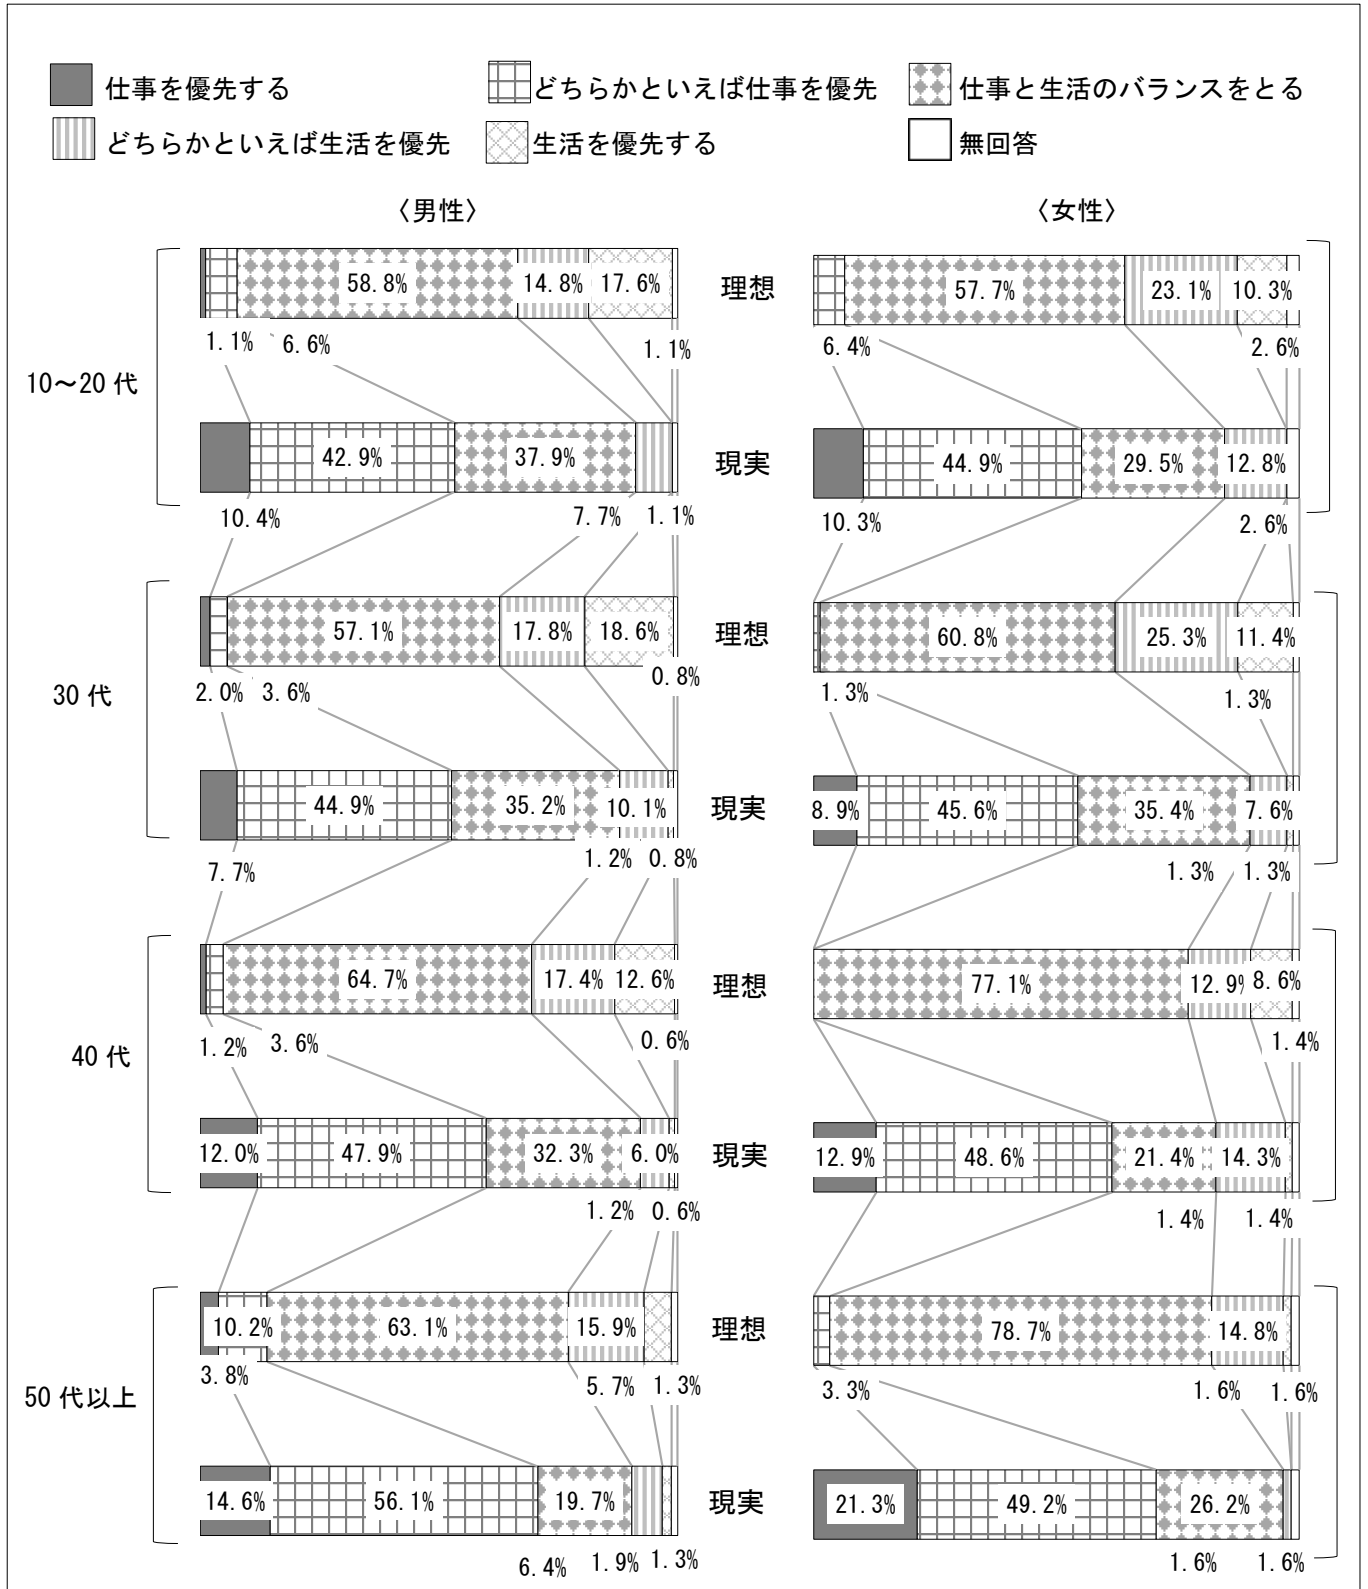 仕事を優先する どちらかといえば仕事を優先 仕事と生活のバランスをとる
どちらかといえば生活を優先 生活を優先する 無回答
〈男性〉 〈女性〉
58.8% 14.8% 17.6% 理想 57.7% 23.1% 10.3%
1.1% 6.6% 1.1% 6.4% 2.6%
10～20代
42.9% 37.9% 現実 44.9% 29.5% 12.8%
10.4% 7.7% 1.1% 10.3% 2.6%
57.1% 17.8% 18.6% 理想 60.8% 25.3% 11.4%
2.0% 3.6% 0.8% 1.3% 1.3%
30代
44.9% 35.2% 10.1% 現実 8.9% 45.6% 35.4% 7.6%
7.7% 1.2% 0.8% 1.3% 1.3%
64.7% 17.4% 12.6% 理想 77.1% 12.9% 8.6%
1.2% 3.6% 0.6% 1.4%
40代
12.0% 47.9% 32.3% 6.0% 現実 12.9% 48.6% 21.4% 14.3%
1.2% 0.6% 1.4% 1.4%
10.2% 63.1% 15.9% 理想 78.7% 14.8%
3.8% 5.7% 1.3% 3.3% 1.6% 1.6%
50代以上
14.6% 56.1% 19.7% 現実 21.3% 49.2% 26.2%
6.4% 1.9% 1.3% 1.6% 1.6%